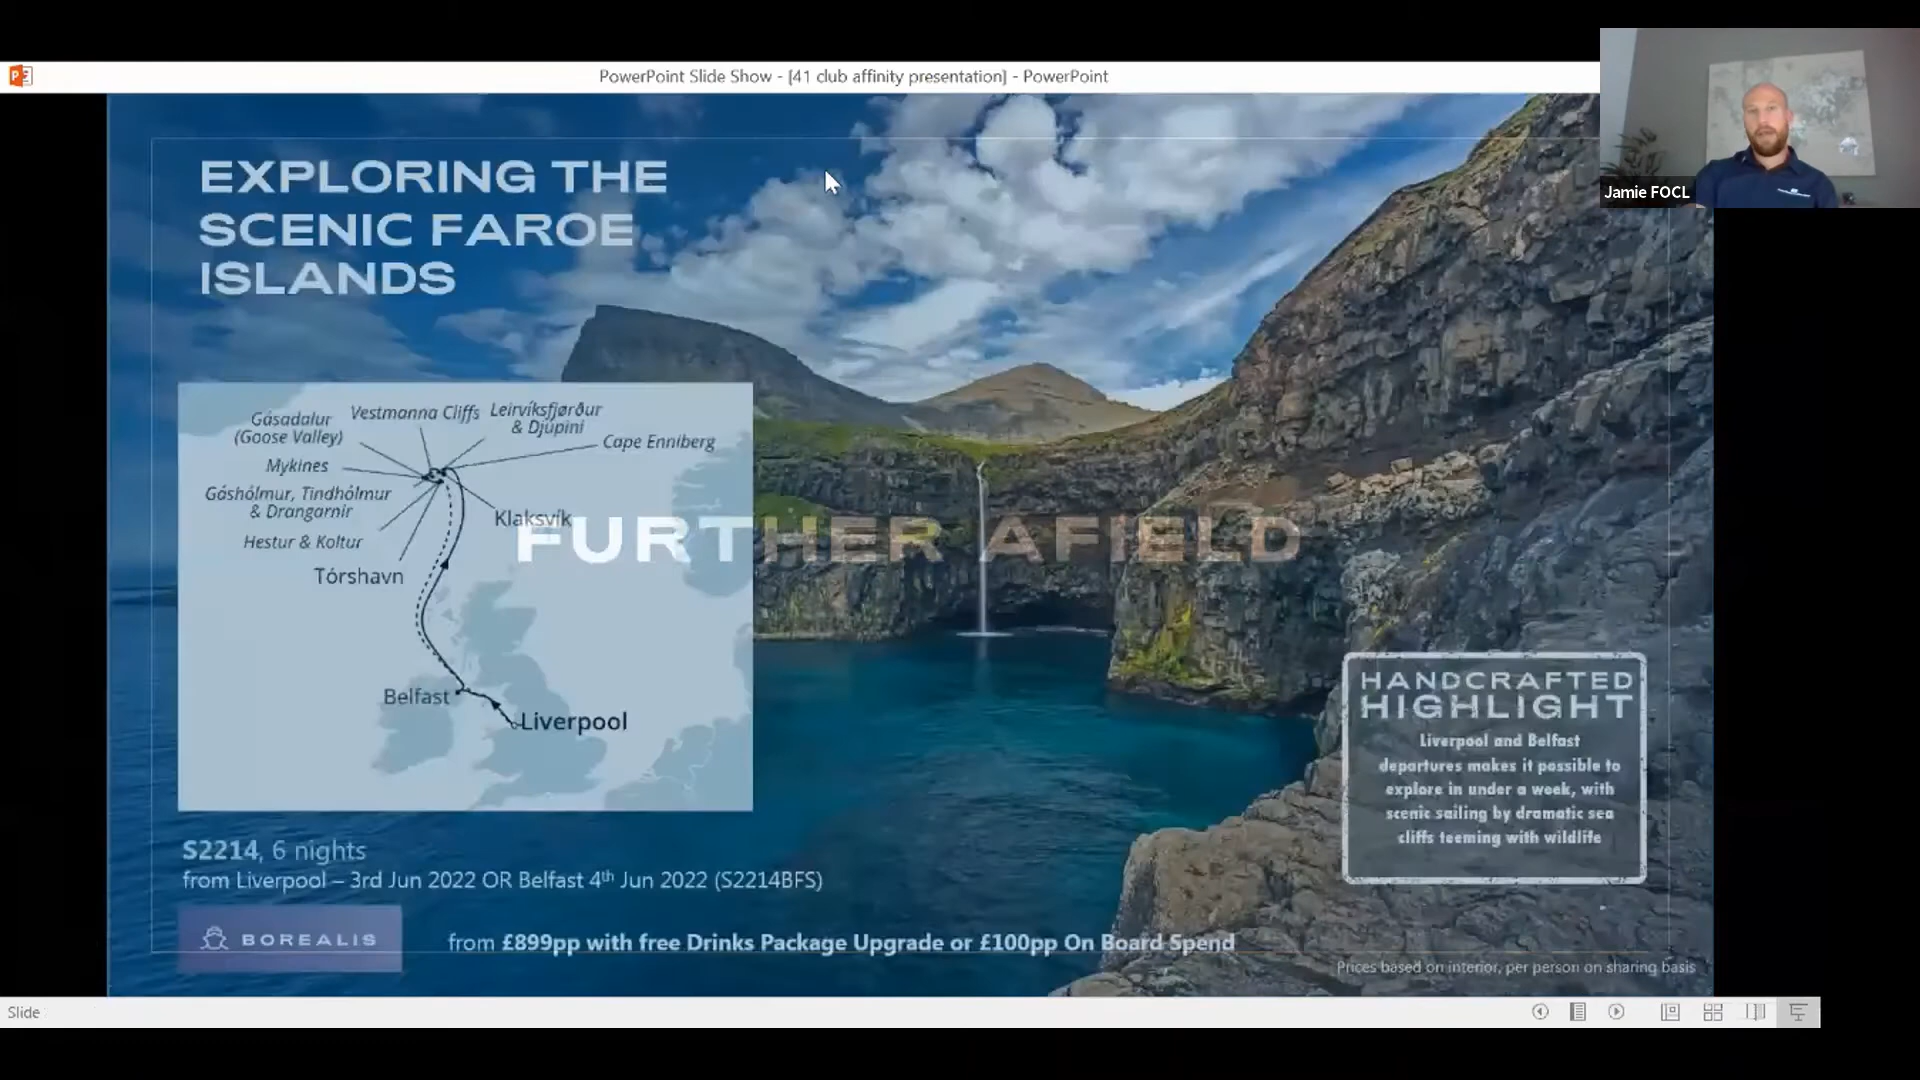 PowerPoint Slide Show - [41 club affinity presentation] - PowerPoint
Jamie FOCL
EXPLORING THE
SCENIC FAROE
ISLANDS
Gásadalur
(Goose Valley)
Vestmanna Cliffs
Leirvíksfjørður
& Djúpini
Cape Enniberg
Mykines
Gáshólmur, Tindhólmur
& Drangarnir
Hestur & Koltur
Klaksvík
Tórshavn
FURTHER AFIELD
Belfast
Liverpool
HANDCRAFTED
HIGHLIGHT
Liverpool and Belfast
departures makes it possible to
explore in under a week, with
scenic sailing by dramatic sea
cliffs teeming with wildlife
S2214, 6 nights
from Liverpool – 3rd Jun 2022 OR Belfast 4th Jun 2022 (S2214BFS)
BOREALIS
from £899pp with free Drinks Package Upgrade or £100pp On Board Spend
Prices based on interior, per person on sharing basis
Slide